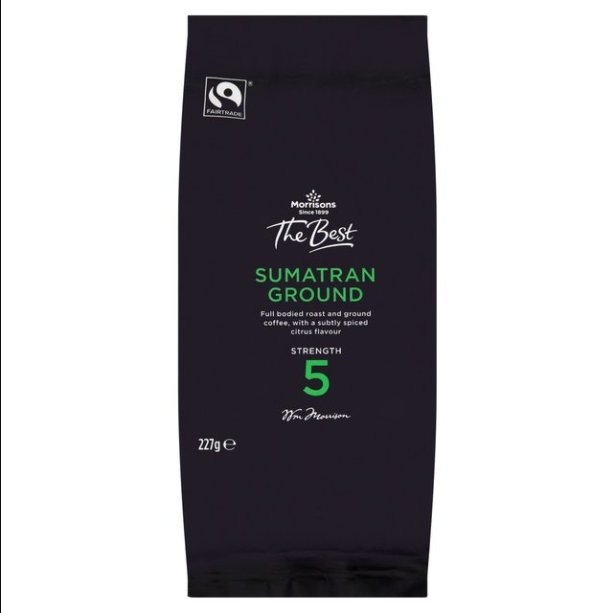 FAIRTRADE
®
Morrisons
Since 1899
The Best
SUMATRAN
GROUND
Full bodied roast and ground
coffee, with a subtly spiced
citrus flavour
STRENGTH
5
Wm Morrison
227g ℮